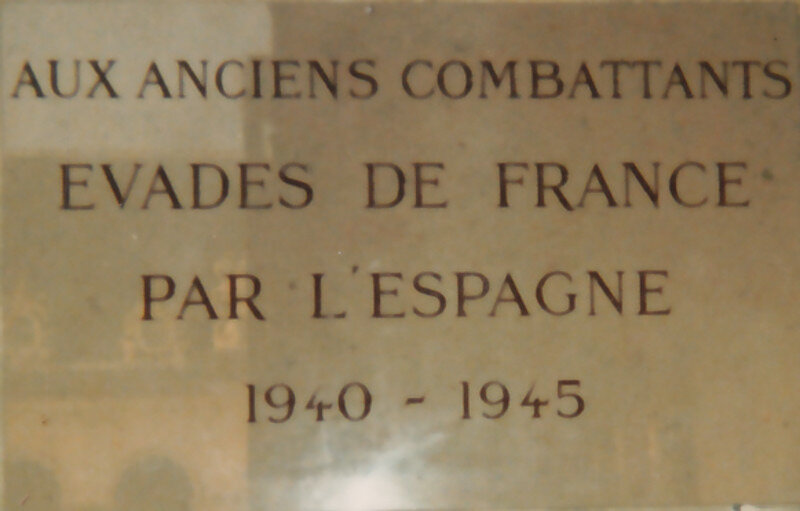 AUX ANCIENS COMBATTANTS
EVADES DE FRANCE
PAR L'ESPAGNE
1940 - 1945